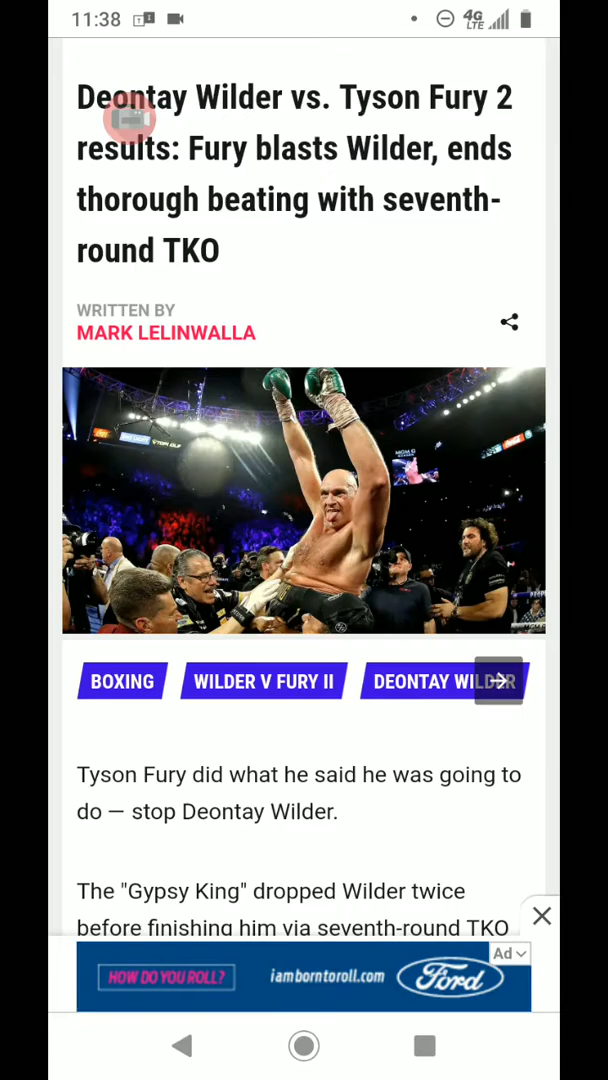 11:38
4G
LTE
Deontay Wilder vs. Tyson Fury 2
results: Fury blasts Wilder, ends
thorough beating with seventh-
round TKO
WRITTEN BY
MARK LELINWALLA
BOXING
WILDER V FURY II
DEONTAY WILDER
Tyson Fury did what he said he was going to
do — stop Deontay Wilder.
The "Gypsy King" dropped Wilder twice
before finishing him via seventh-round TKO
Ad
HOW DO YOU ROLL?
iamborntoroll.com
Ford